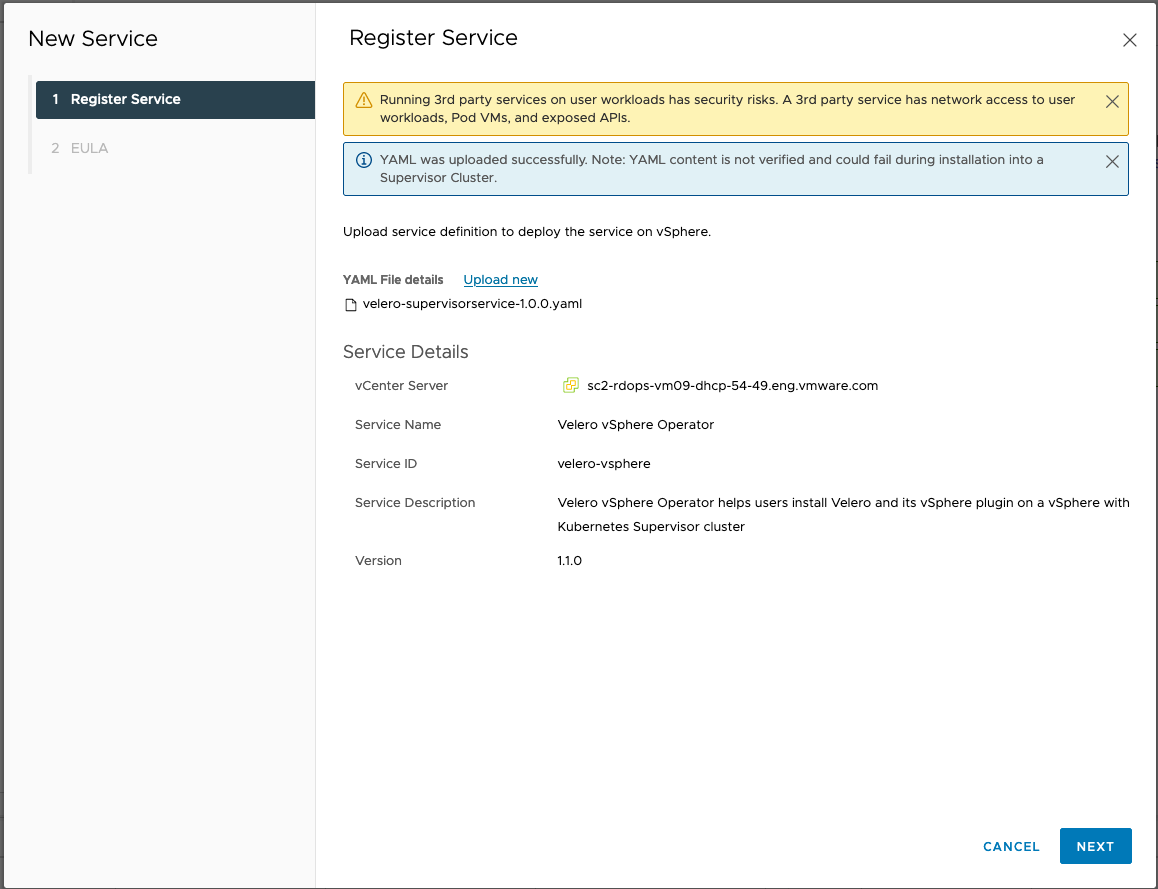 New Service
1 Register Service
2 EULA
Register Service
Running 3rd party services on user workloads has security risks. A 3rd party service has network access to user
workloads, Pod VMs, and exposed APIs.
YAML was uploaded successfully. Note: YAML content is not verified and could fail during installation into a
Supervisor Cluster.
Upload service definition to deploy the service on vSphere.
YAML File details Upload new
velero-supervisorservice-1.0.0.yaml
Service Details
vCenter Server sc2-rdops-vm09-dhcp-54-49.eng.vmware.com
Service Name Velero vSphere Operator
Service ID velero-vsphere
Service Description Velero vSphere Operator helps users install Velero and its vSphere plugin on a vSphere with
Kubernetes Supervisor cluster
Version 1.1.0
CANCEL NEXT